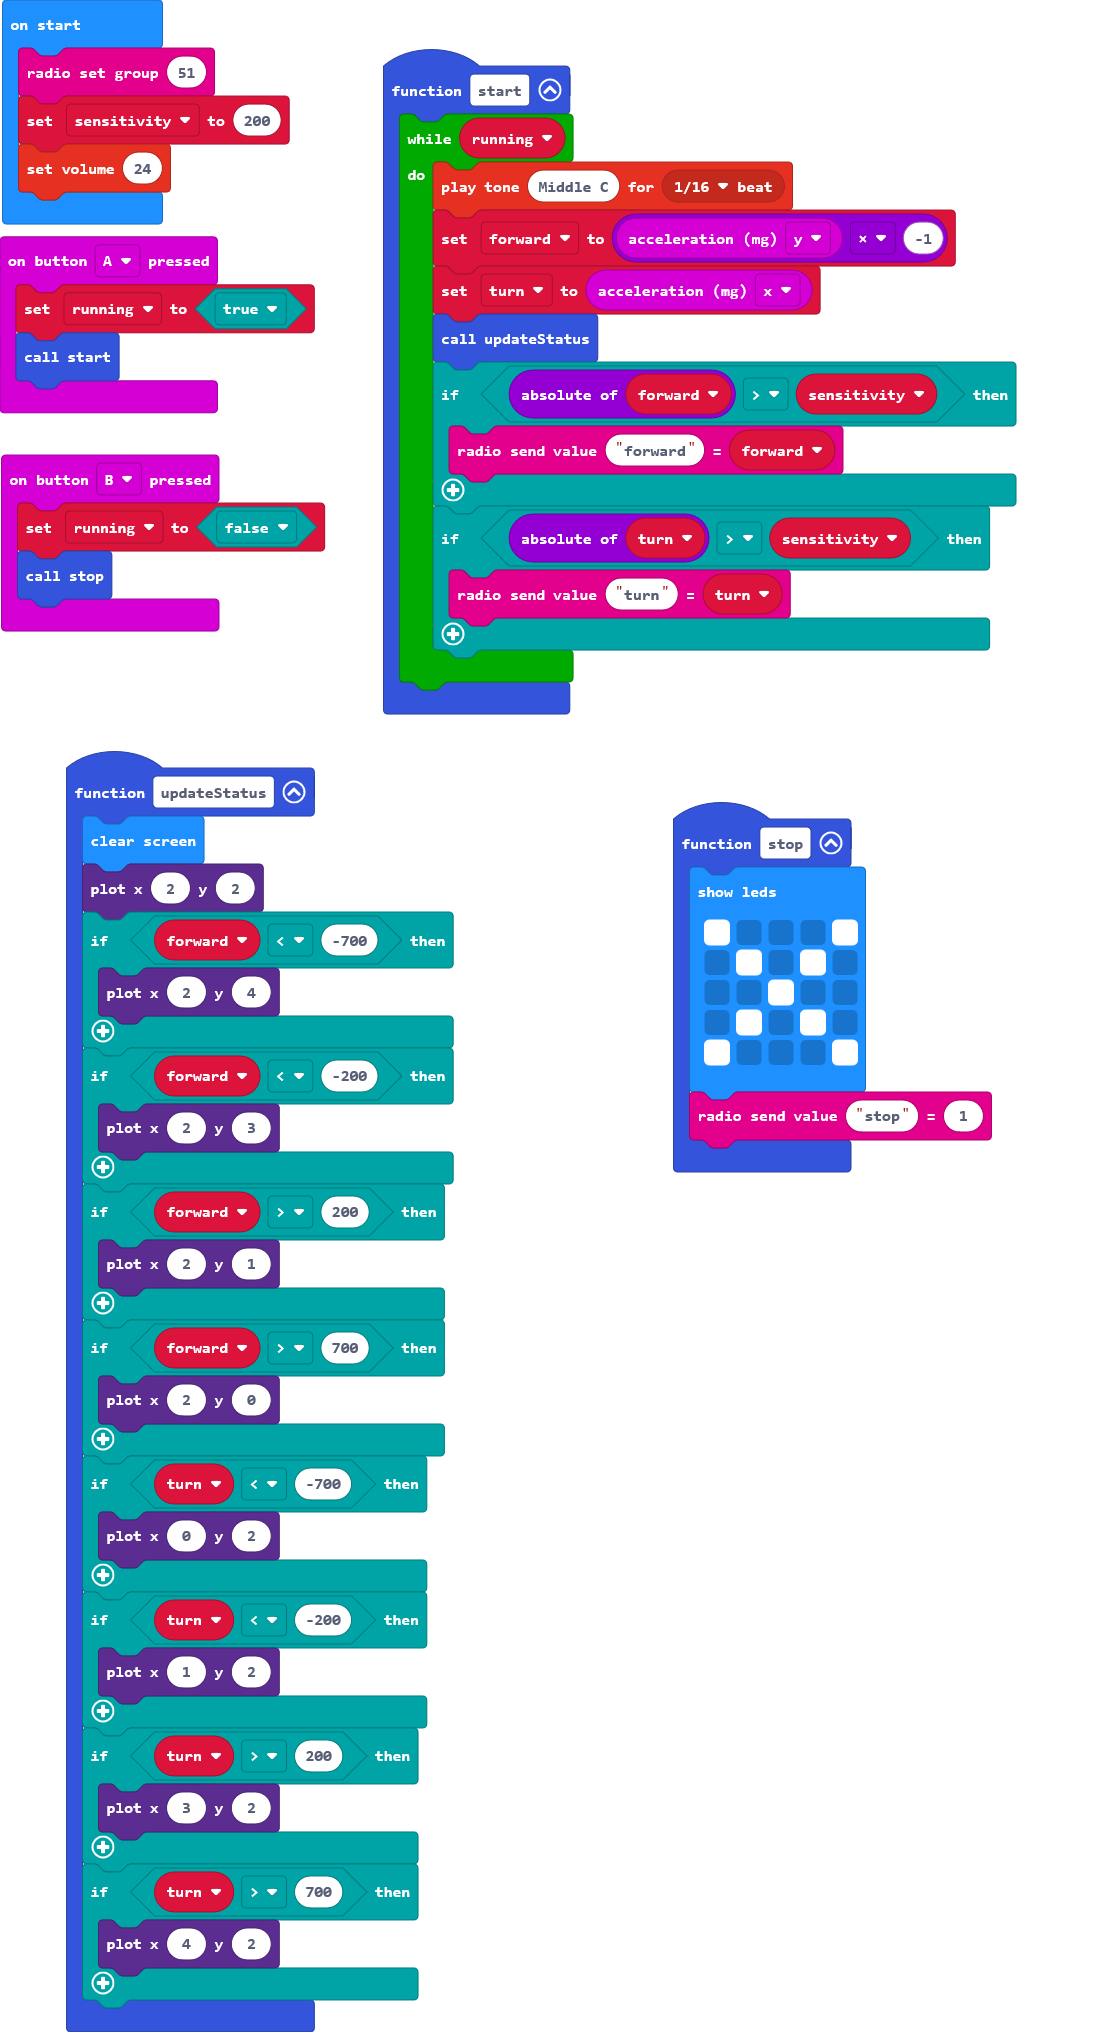 on start
radio set group 51
set sensitivity to 200
set volume 24
on button A pressed
set running to true
call start
on button B pressed
set running to false
call stop
function start
while running
do
play tone Middle C for 1/16 beat
set forward to acceleration (mg) y × -1
set turn to acceleration (mg) x
call updateStatus
if absolute of forward > sensitivity then
radio send value "forward" = forward
if absolute of turn > sensitivity then
radio send value "turn" = turn
function updateStatus
clear screen
plot x 2 y 2
if forward < -700 then
plot x 2 y 4
if forward < -200 then
plot x 2 y 3
if forward > 200 then
plot x 2 y 1
if forward > 700 then
plot x 2 y 0
if turn < -700 then
plot x 0 y 2
if turn < -200 then
plot x 1 y 2
if turn > 200 then
plot x 3 y 2
if turn > 700 then
plot x 4 y 2
function stop
show leds
radio send value "stop" = 1